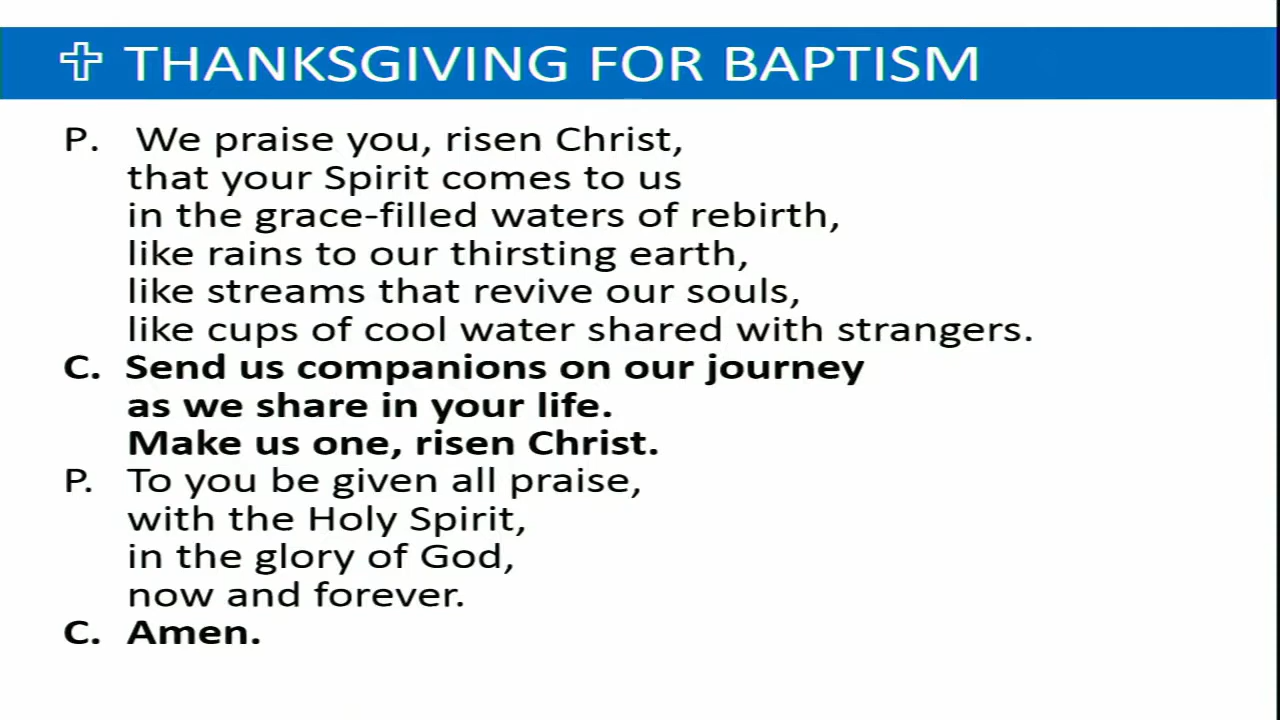 ✝ THANKSGIVING FOR BAPTISM
P. We praise you, risen Christ,
that your Spirit comes to us
in the grace-filled waters of rebirth,
like rains to our thirsting earth,
like streams that revive our souls,
like cups of cool water shared with strangers.
C. Send us companions on our journey
as we share in your life.
Make us one, risen Christ.
P. To you be given all praise,
with the Holy Spirit,
in the glory of God,
now and forever.
C. Amen.